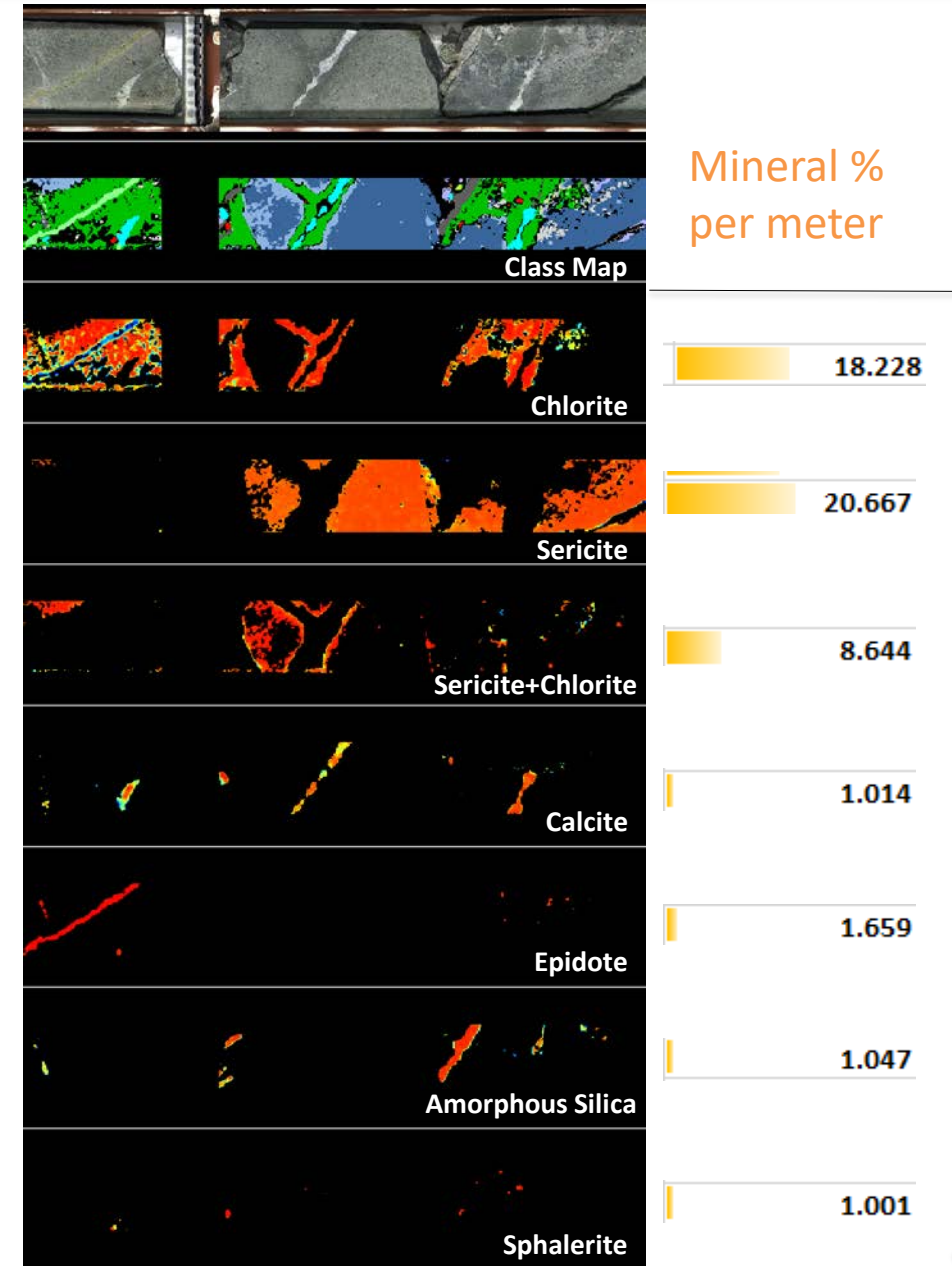 Mineral %
per meter
Class Map
Chlorite
18.228
Sericite
20.667
Sericite+Chlorite
8.644
Calcite
1.014
Epidote
1.659
Amorphous Silica
1.047
Sphalerite
1.001